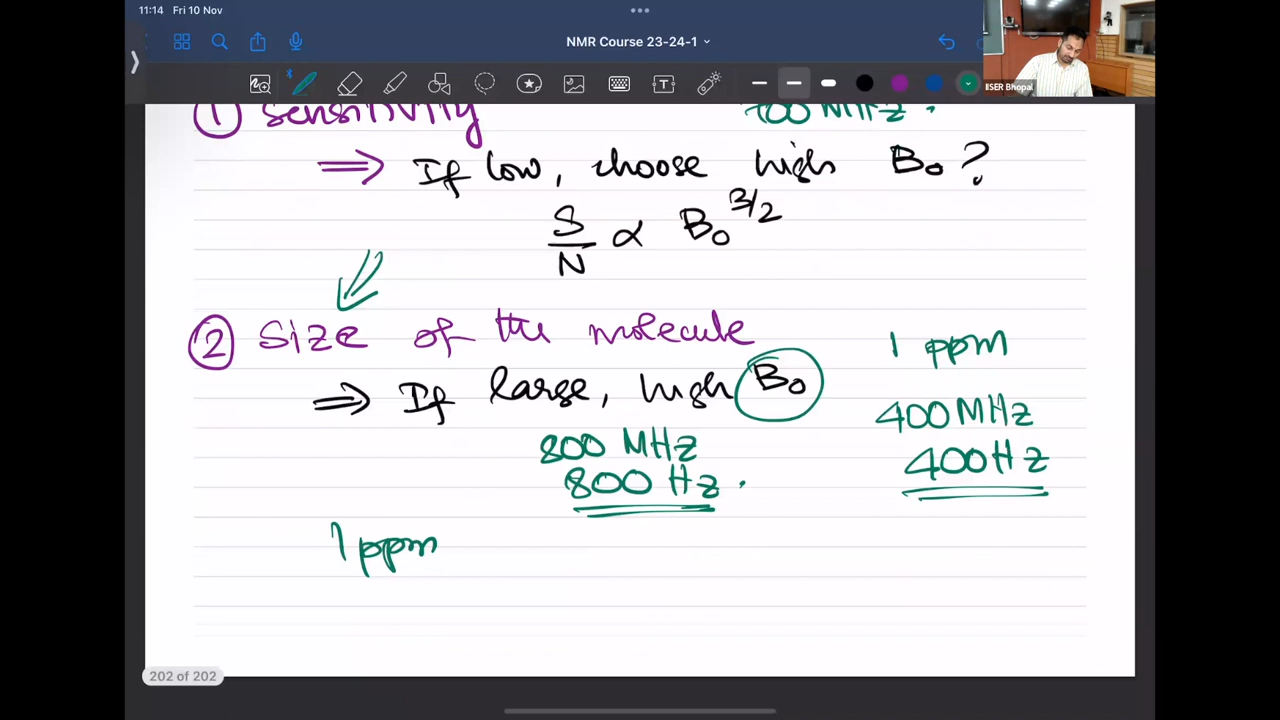 11:14 Fri 10 Nov
NMR Course 23-24-1
IISER Bhopal
① Sensitivity
MHz.
⇒ If low, choose high B₀?
S/N ∝ B₀^3/2
② Size of the molecule
1 ppm
⇒ If large, high B₀
400 MHz
800 MHz
400 Hz
800 Hz.
1 ppm
202 of 202